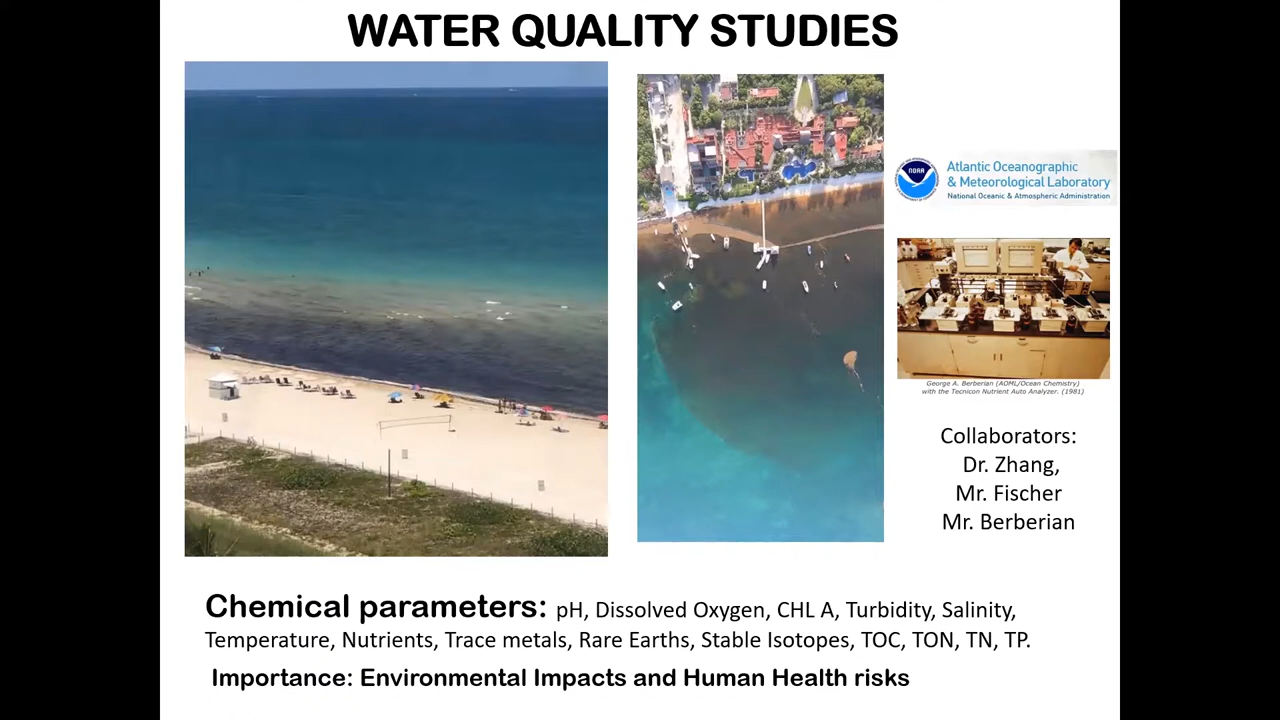 WATER QUALITY STUDIES
NOAA
Atlantic Oceanographic
& Meteorological Laboratory
National Oceanic & Atmospheric Administration
George A. Berberian (AOML/Ocean Chemistry)
with the Tecnicon Nutrient Auto Analyzer. (1981)
Collaborators:
Dr. Zhang,
Mr. Fischer
Mr. Berberian
Chemical parameters: pH, Dissolved Oxygen, CHL A, Turbidity, Salinity,
Temperature, Nutrients, Trace metals, Rare Earths, Stable Isotopes, TOC, TON, TN, TP.
Importance: Environmental Impacts and Human Health risks